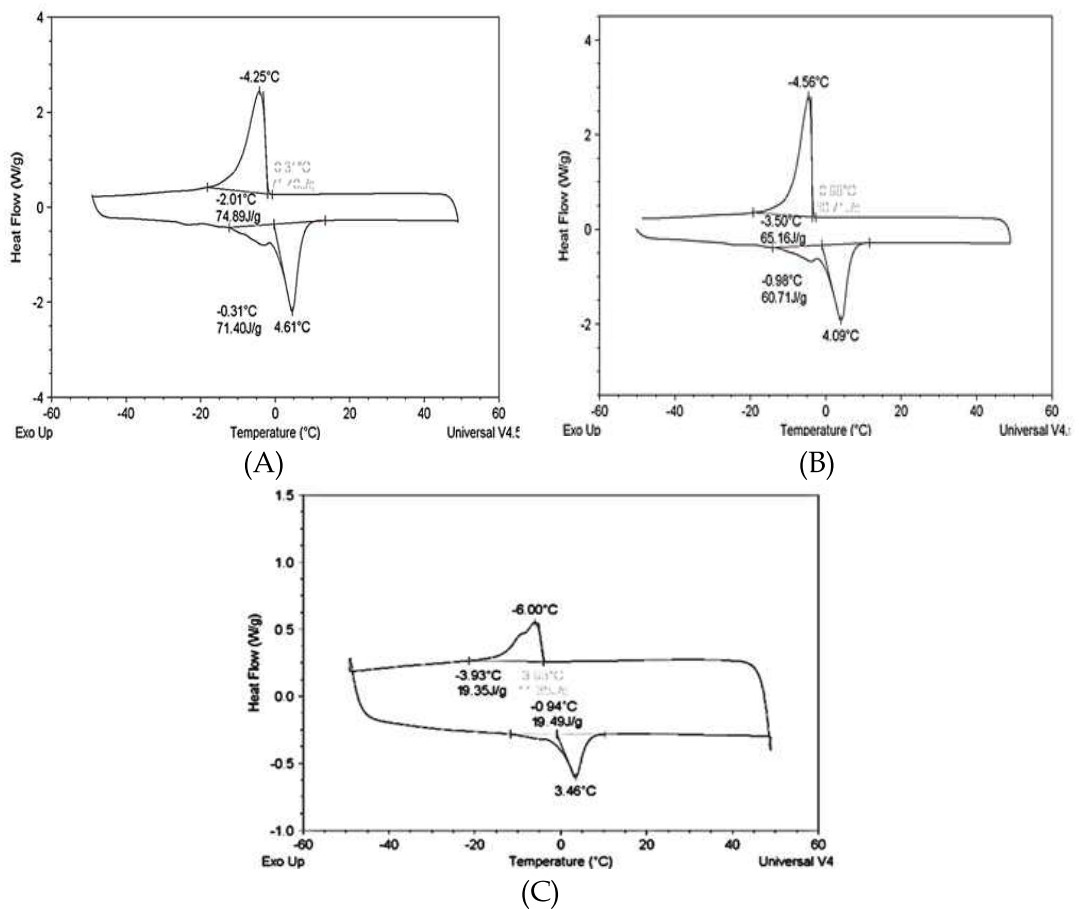 4
2
0
-2
-4
Heat Flow (W/g)
-4.25°C
-2.01°C
74.89J/g
-0.31°C
71.40J/g
4.61°C
-60
-40
-20
0
20
40
60
Exo Up
Temperature (°C)
Universal V4.5
(A)
4
2
0
-2
Heat Flow (W/g)
-4.56°C
-3.50°C
65.16J/g
-0.98°C
60.71J/g
4.09°C
-60
-40
-20
0
20
40
60
Exo Up
Temperature (°C)
Universal V4.
(B)
1.5
1.0
0.5
0.0
-0.5
-1.0
Heat Flow (W/g)
-6.00°C
-3.93°C
19.35J/g
-0.94°C
19.49J/g
3.46°C
-60
-40
-20
0
20
40
60
Exo Up
Temperature (°C)
Universal V4
(C)